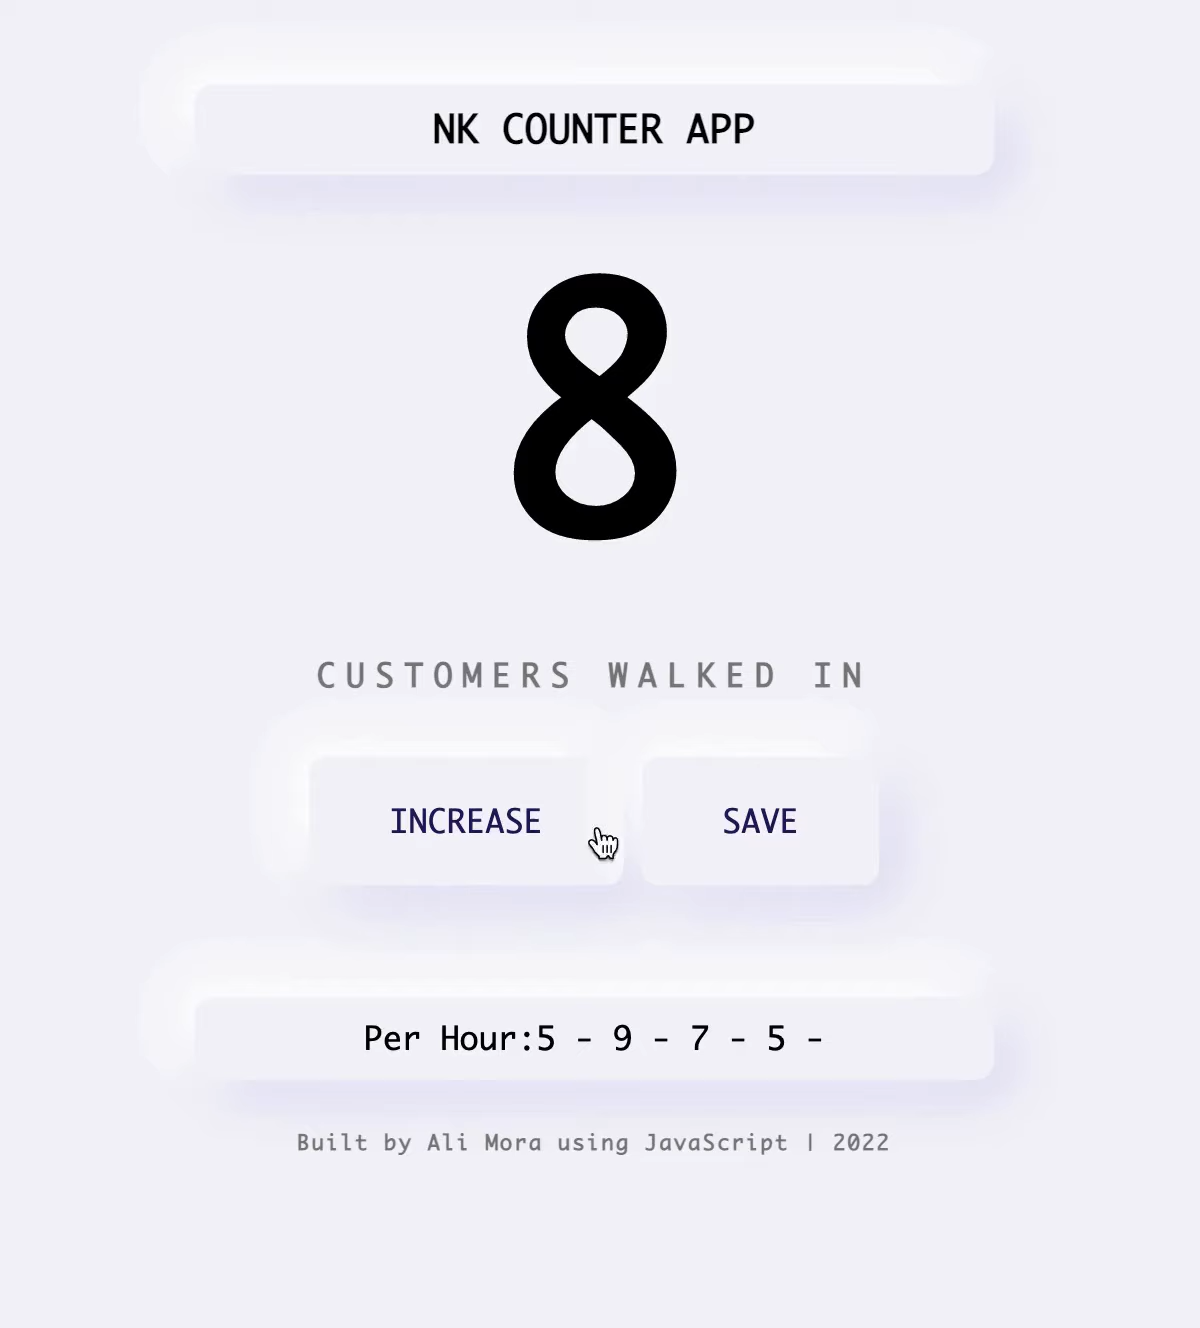 NK COUNTER APP
8
CUSTOMERS WALKED IN
INCREASE
SAVE
Per Hour:5 - 9 - 7 - 5 -
Built by Ali Mora using JavaScript | 2022